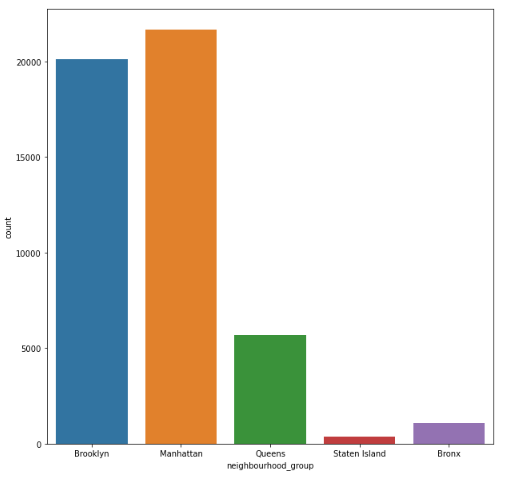 20000
15000
10000
5000
0
count
Brooklyn Manhattan Queens Staten Island Bronx
neighbourhood_group